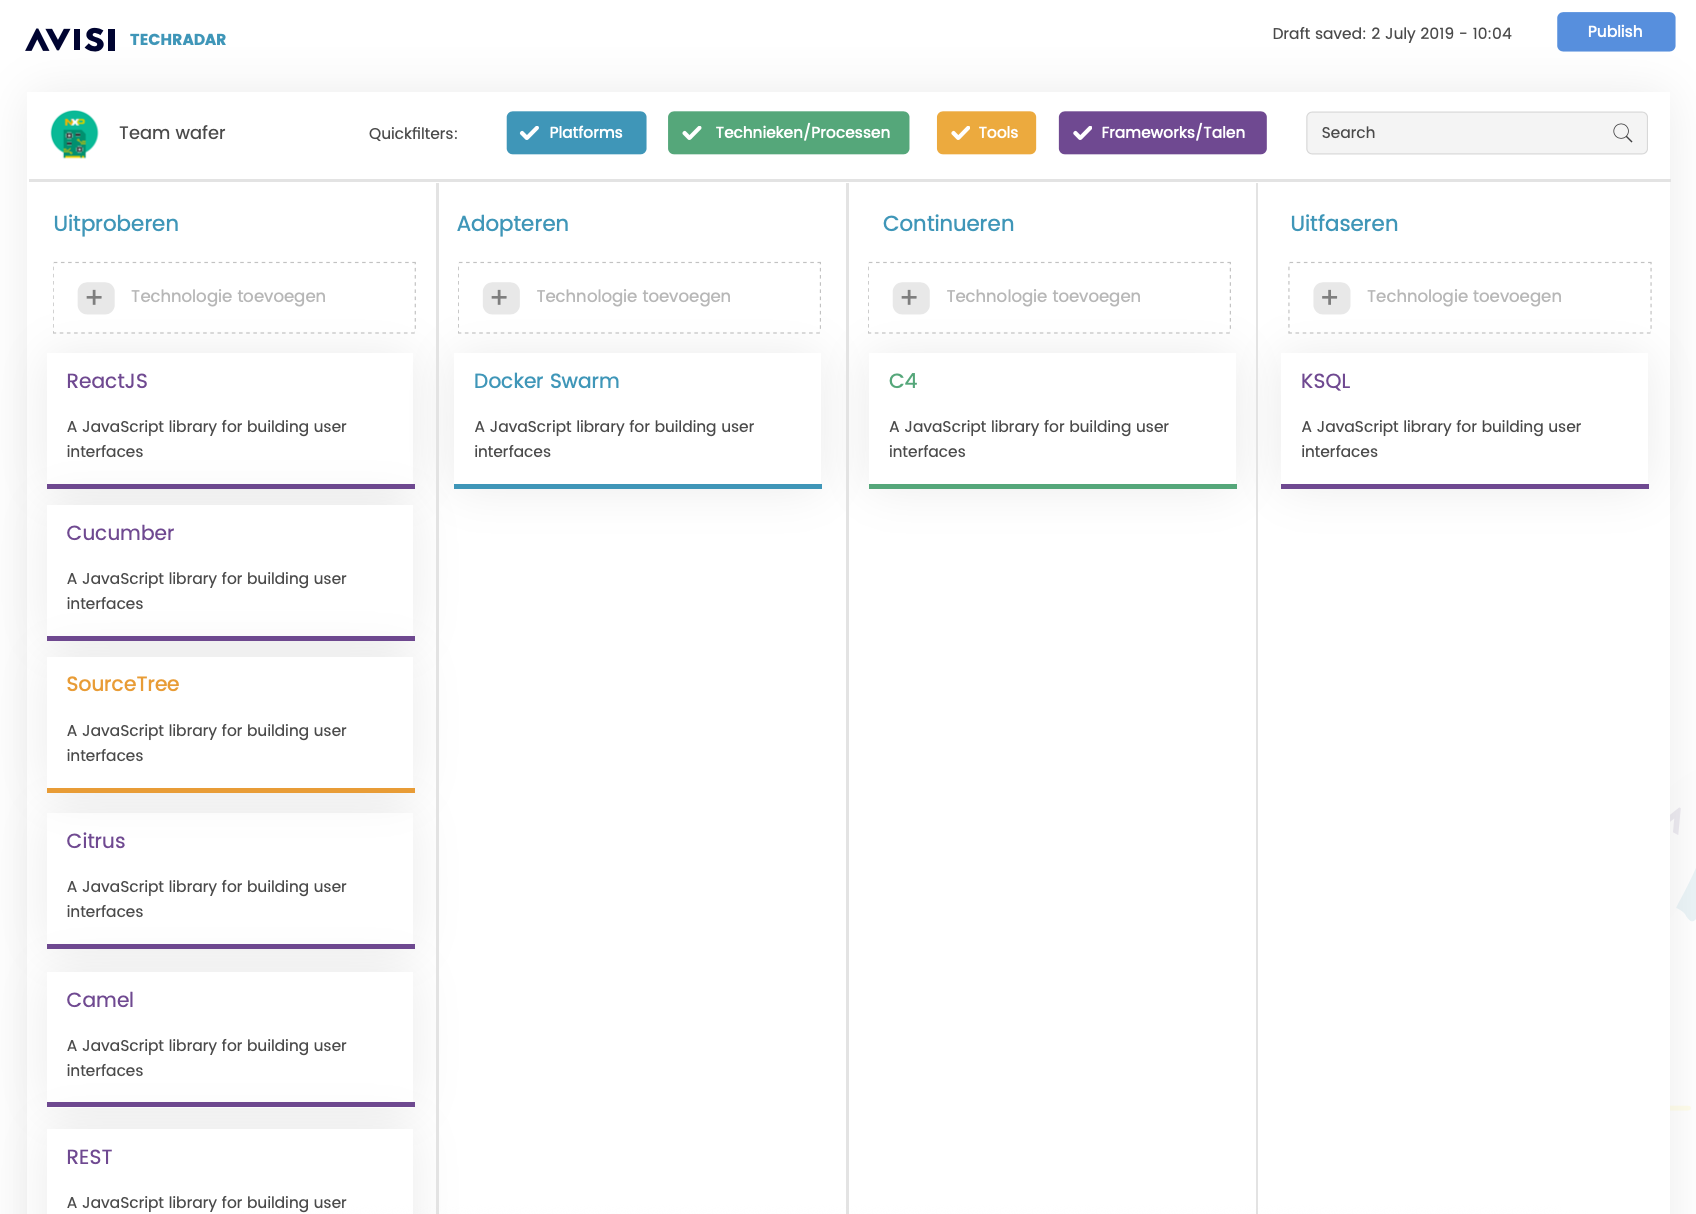 AVISI TECHRADAR
Draft saved: 2 July 2019 - 10:04
Publish
NXP
Team wafer
Quickfilters:
Platforms
Technieken/Processen
Tools
Frameworks/Talen
Search
Uitproberen
Technologie toevoegen
ReactJS
A JavaScript library for building user
interfaces
Cucumber
A JavaScript library for building user
interfaces
SourceTree
A JavaScript library for building user
interfaces
Citrus
A JavaScript library for building user
interfaces
Camel
A JavaScript library for building user
interfaces
REST
A JavaScript library for building user
Adopteren
Technologie toevoegen
Docker Swarm
A JavaScript library for building user
interfaces
Continueren
Technologie toevoegen
C4
A JavaScript library for building user
interfaces
Uitfaseren
Technologie toevoegen
KSQL
A JavaScript library for building user
interfaces